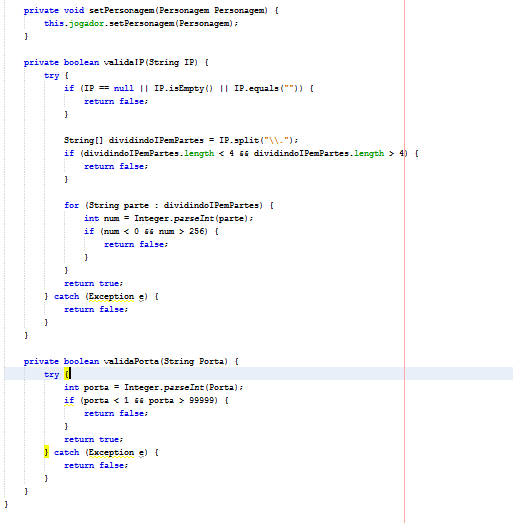 private void setPersonagem(Personagem Personagem) {
this.jogador.setPersonagem(Personagem);
}
private boolean validaIP(String IP) {
try {
if (IP == null || IP.isEmpty() || IP.equals("")) {
return false;
}
String[] dividindoIPemPartes = IP.split("\\.");
if (dividindoIPemPartes.length < 4 && dividindoIPemPartes.length > 4) {
return false;
}
for (String parte : dividindoIPemPartes) {
int num = Integer.parseInt(parte);
if (num < 0 && num > 256) {
return false;
}
}
return true;
} catch (Exception e) {
return false;
}
}
private boolean validaPorta(String Porta) {
try {
int porta = Integer.parseInt(Porta);
if (porta < 1 && porta > 99999) {
return false;
}
return true;
} catch (Exception e) {
return false;
}
}
}